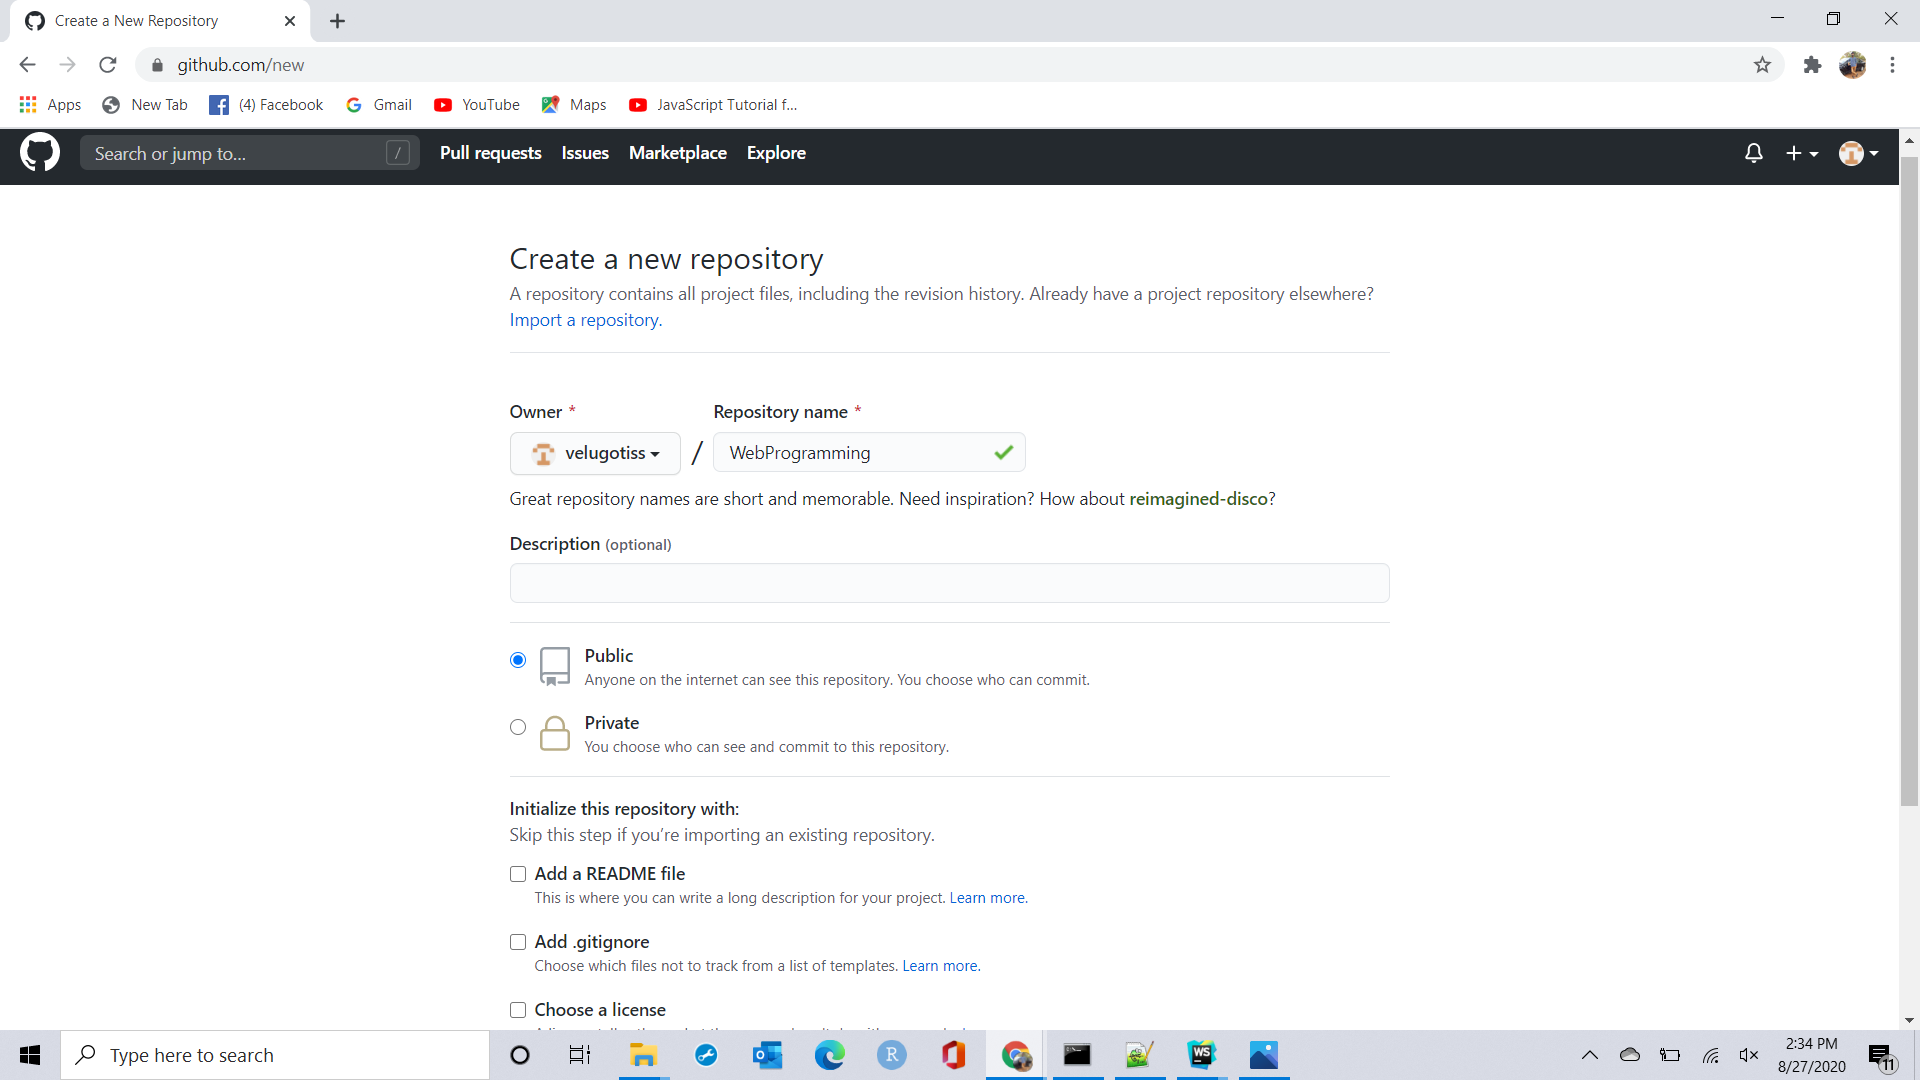 Create a New Repository
github.com/new
Apps
New Tab
(4) Facebook
Gmail
YouTube
Maps
JavaScript Tutorial f...
Search or jump to...
/
Pull requests
Issues
Marketplace
Explore
Create a new repository
A repository contains all project files, including the revision history. Already have a project repository elsewhere?
Import a repository.
Owner *
Repository name *
velugotiss
/
WebProgramming
Great repository names are short and memorable. Need inspiration? How about reimagined-disco?
Description (optional)
Public
Anyone on the internet can see this repository. You choose who can commit.
Private
You choose who can see and commit to this repository.
Initialize this repository with:
Skip this step if you’re importing an existing repository.
Add a README file
This is where you can write a long description for your project. Learn more.
Add .gitignore
Choose which files not to track from a list of templates. Learn more.
Choose a license
Type here to search
R
WS
2:34 PM
8/27/2020
11